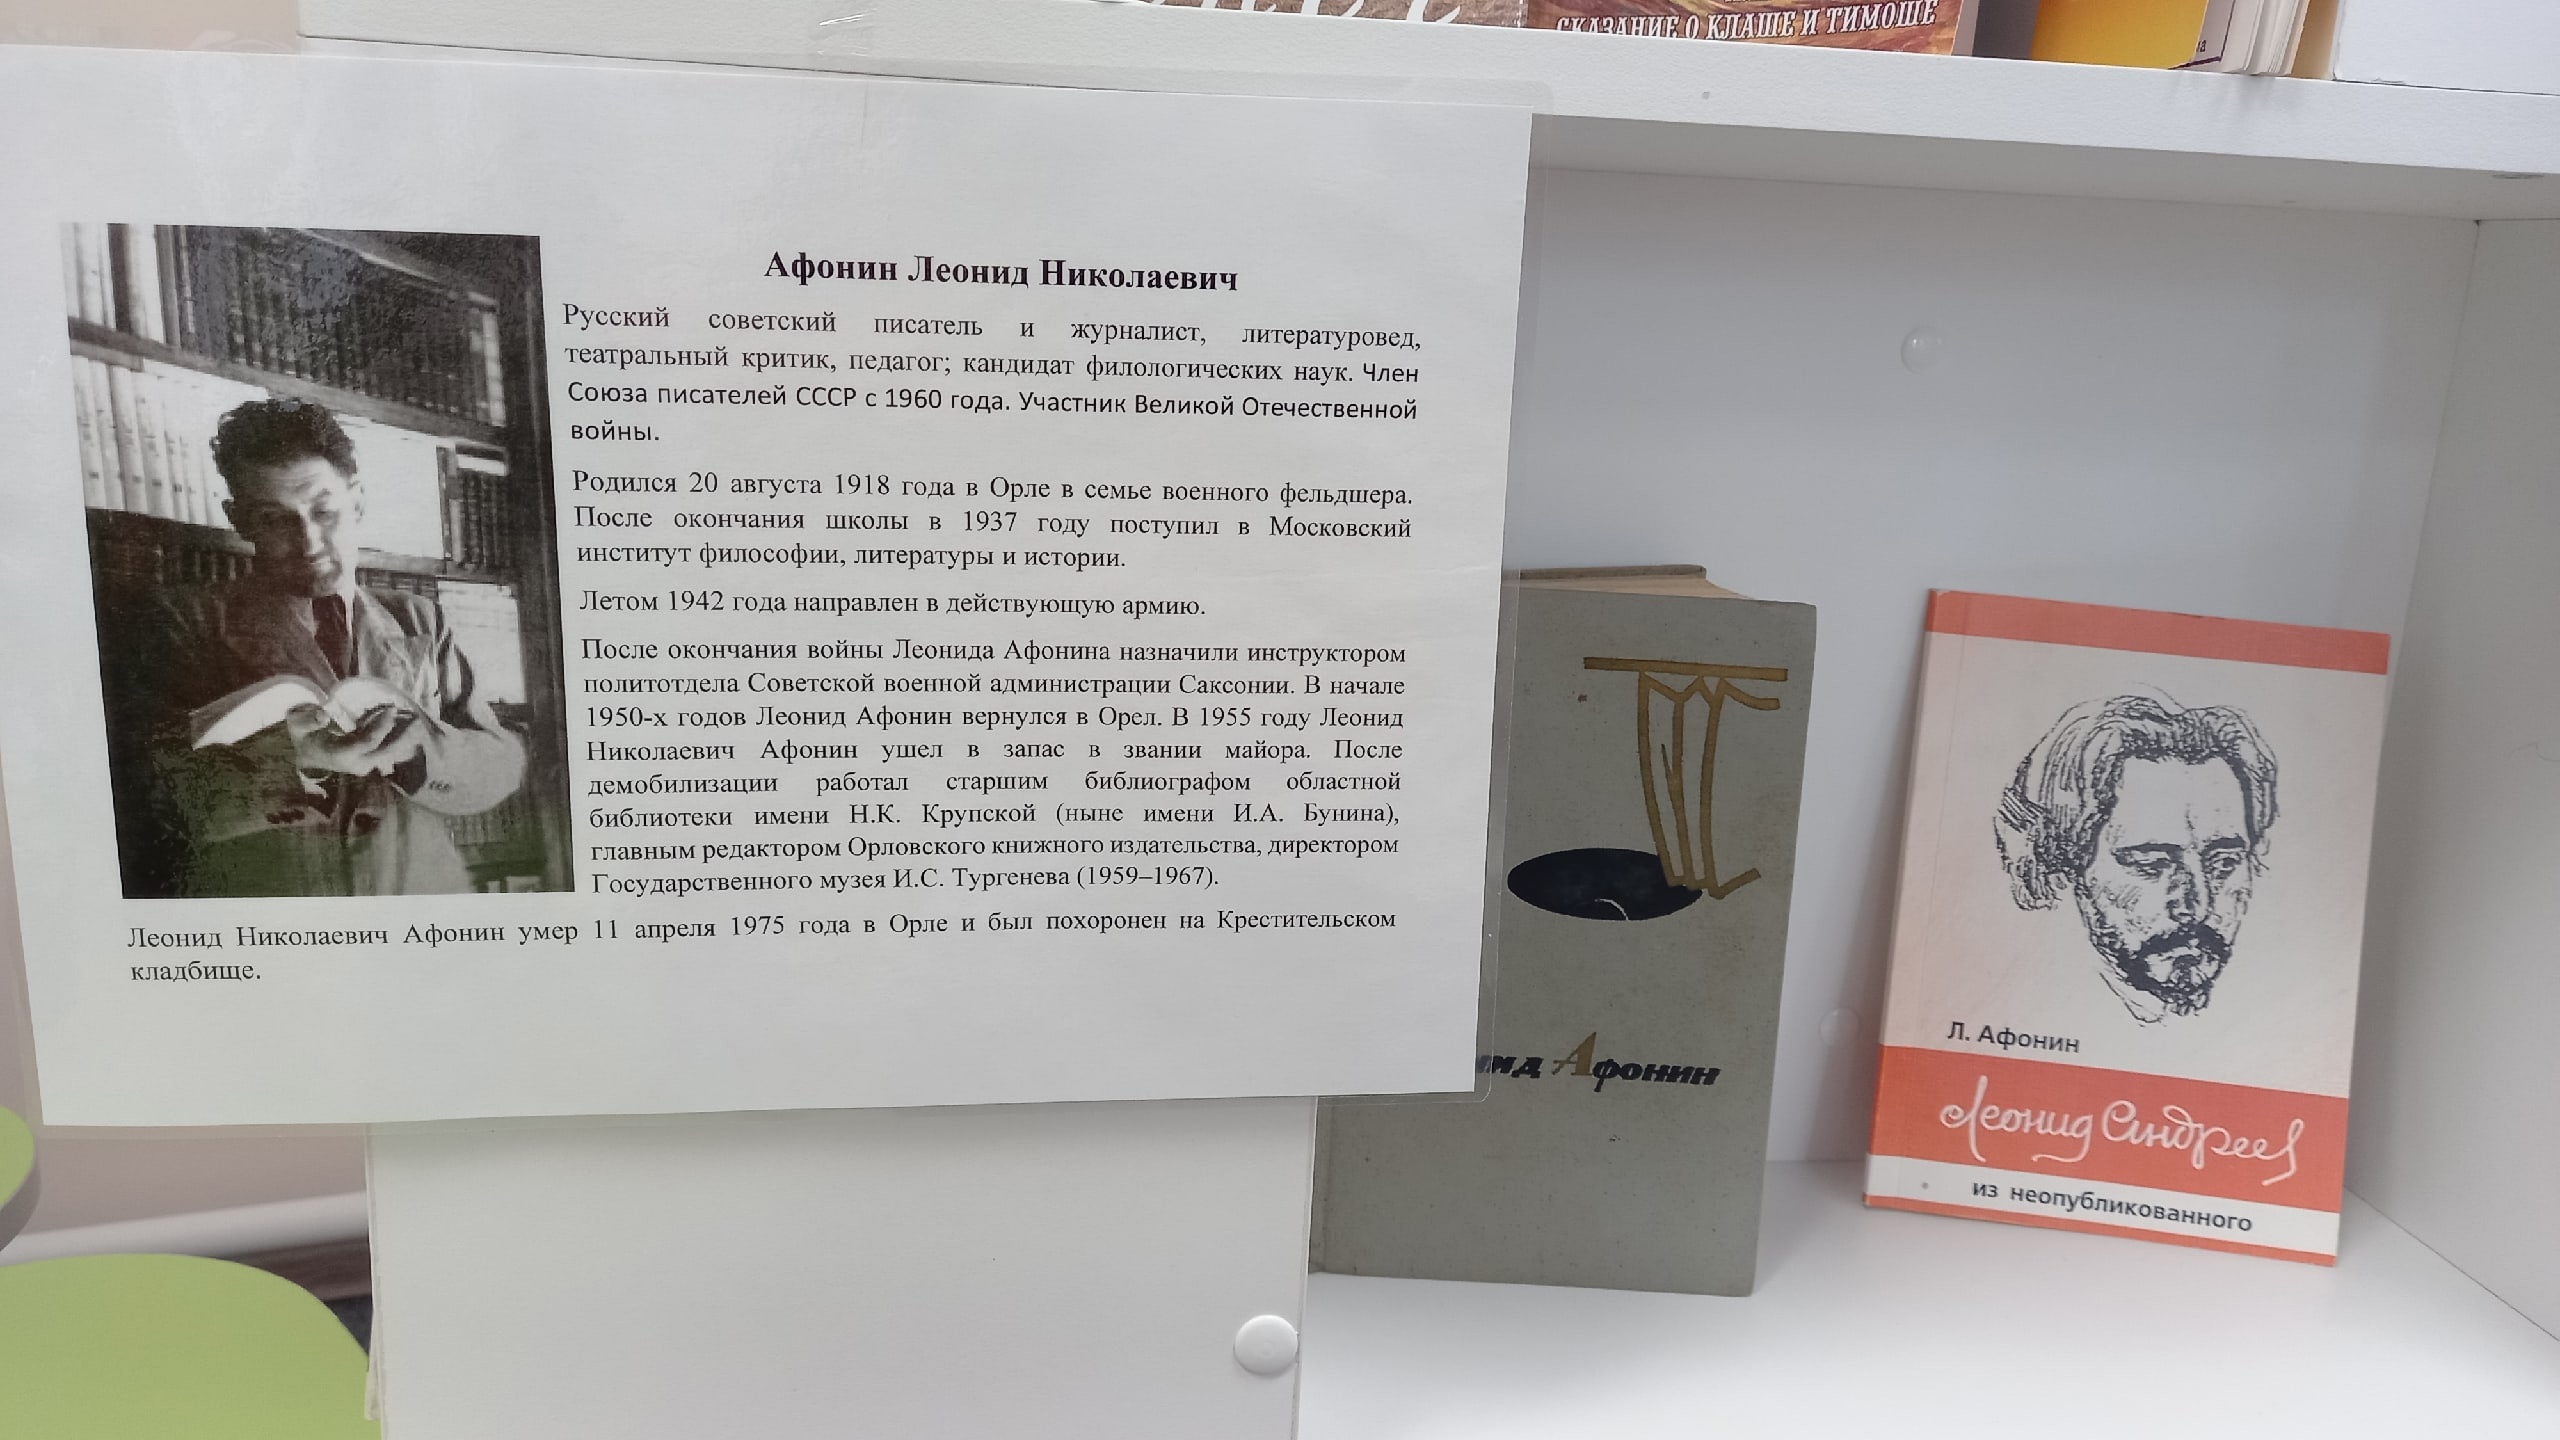 СКАЗАНИЕ О КЛАШЕ И ТИМОШЕ
Афонин Леонид Николаевич
Русский советский писатель и журналист, литературовед,
театральный критик, педагог; кандидат филологических наук. Член
Союза писателей СССР с 1960 года. Участник Великой Отечественной
войны.
Родился 20 августа 1918 года в Орле в семье военного фельдшера.
После окончания школы в 1937 году поступил в Московский
институт философии, литературы и истории.
Летом 1942 года направлен в действующую армию.
После окончания войны Леонида Афонина назначили инструктором
политотдела Советской военной администрации Саксонии. В начале
1950-х годов Леонид Афонин вернулся в Орел. В 1955 году Леонид
Николаевич Афонин ушел в запас в звании майора. После
демобилизации работал старшим библиографом областной
библиотеки имени Н.К. Крупской (ныне имени И.А. Бунина),
главным редактором Орловского книжного издательства, директором
Государственного музея И.С. Тургенева (1959–1967).
Леонид Николаевич Афонин умер 11 апреля 1975 года в Орле и был похоронен на Крестительском
кладбище.
Афонин
Л. Афонин
Леонид Андреев
из неопубликованного